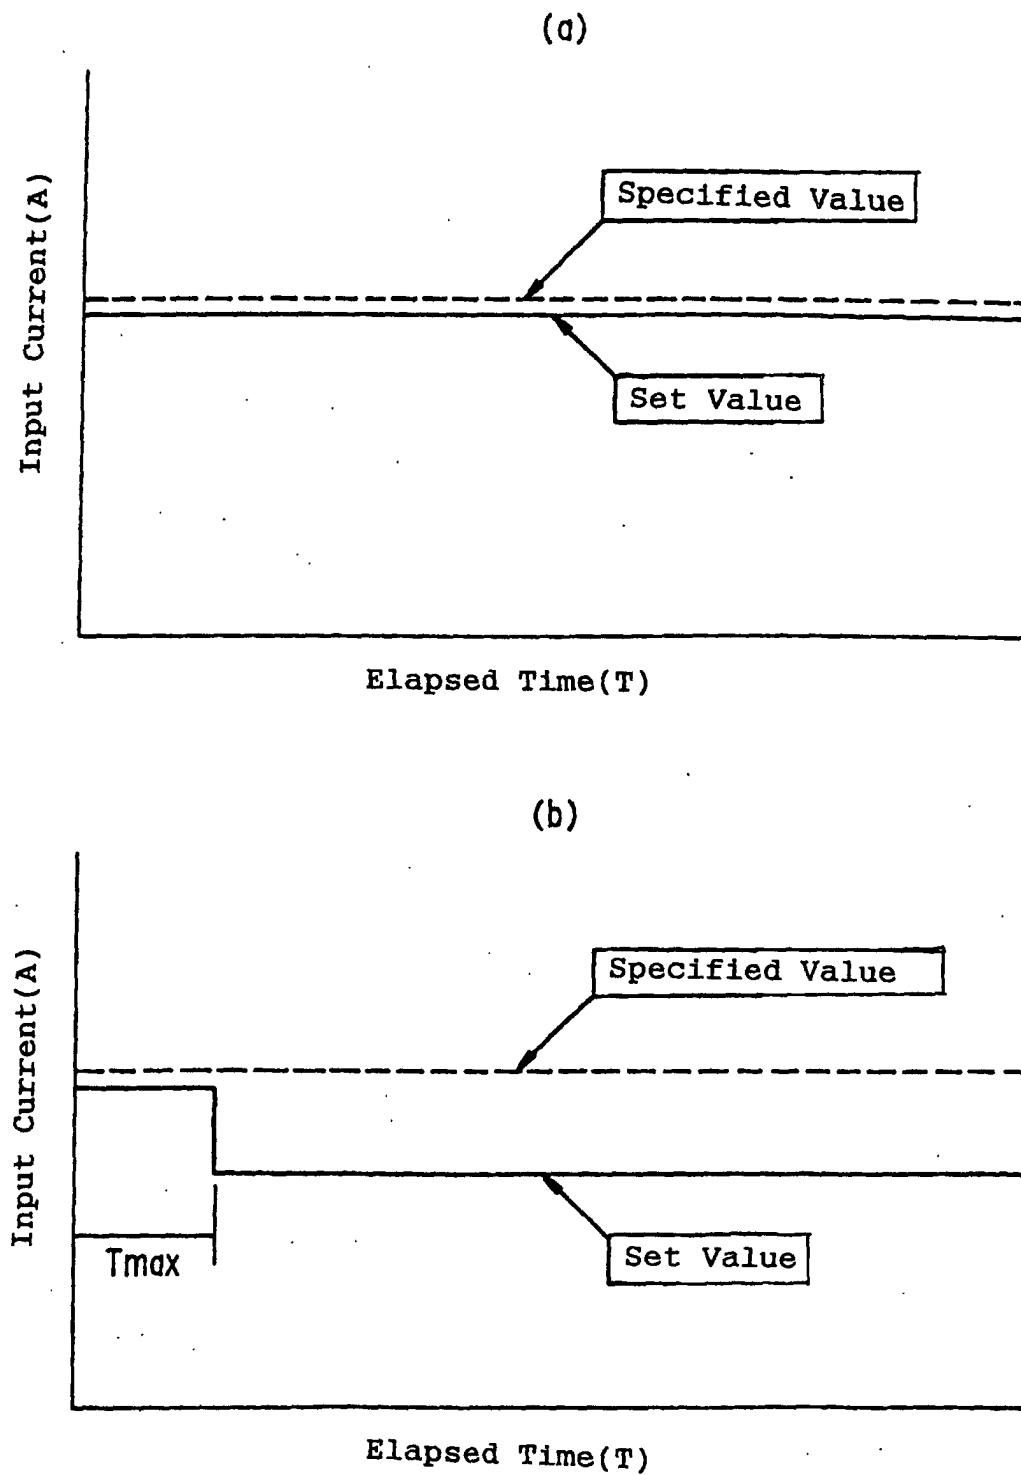 (a)
Input Current(A)
Specified Value
Set Value
Elapsed Time(T)
(b)
Input Current(A)
Specified Value
Tmax
Set Value
Elapsed Time(T)